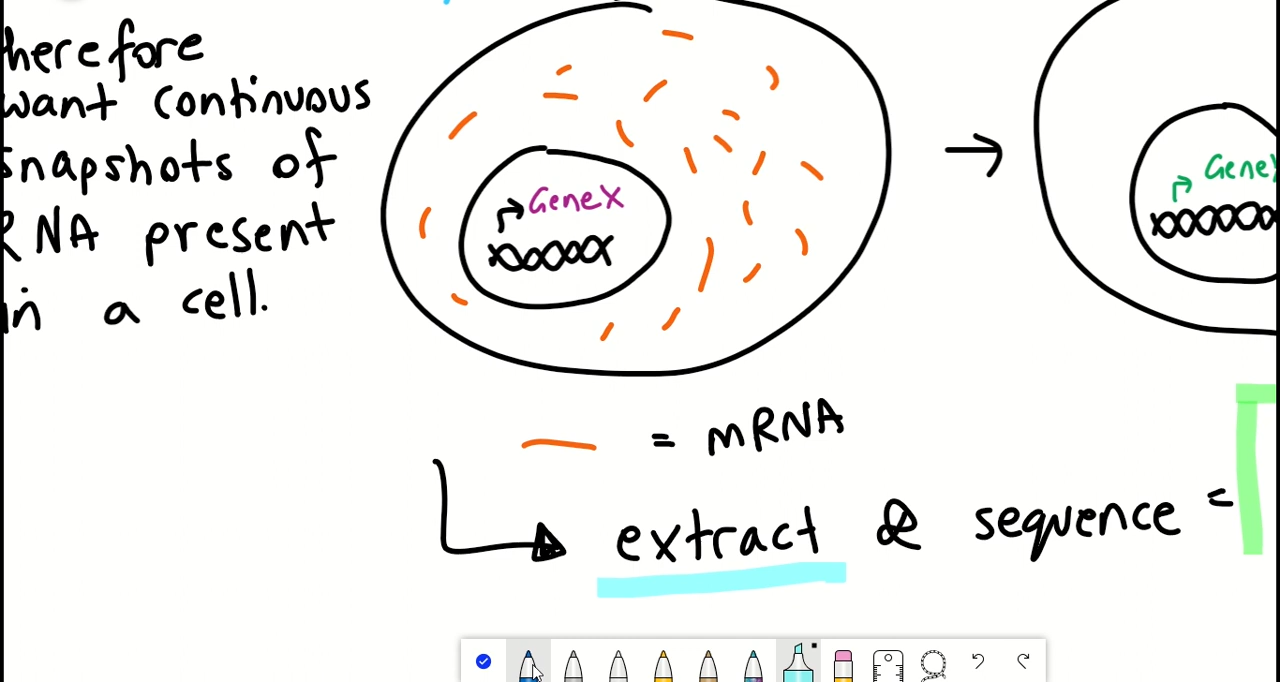 herefore
want continuous
snapshots of
RNA present
in a cell.
Gene X
Gene X
= mRNA
extract & sequence =